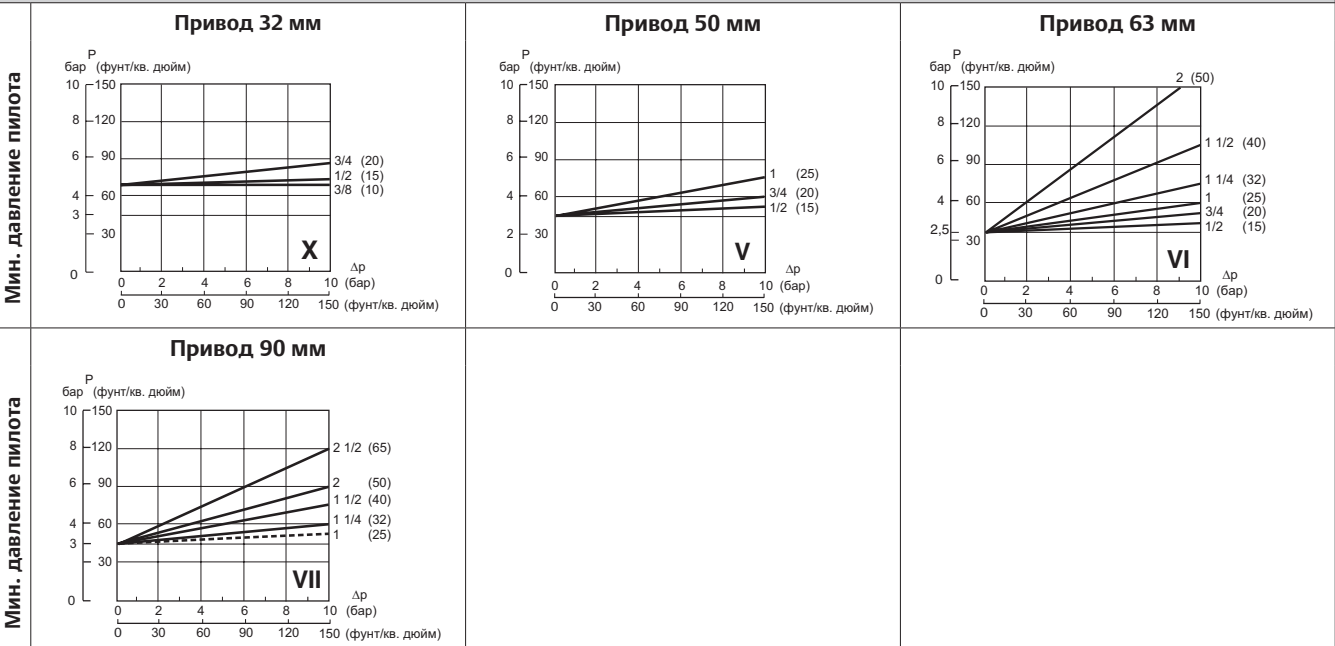 Мин. давление пилота
Привод 32 мм
P
бар (фунт/кв. дюйм)
10 150
8 120
6 90
4 60
3
30
0
3/4 (20)
1/2 (15)
3/8 (10)
X
Δp
0 2 4 6 8 10 (бар)
0 30 60 90 120 150 (фунт/кв. дюйм)
Привод 50 мм
P
бар (фунт/кв. дюйм)
10 150
8 120
6 90
4 60
2 30
0
1 (25)
3/4 (20)
1/2 (15)
V
Δp
0 2 4 6 8 10 (бар)
0 30 60 90 120 150 (фунт/кв. дюйм)
Привод 63 мм
P
бар (фунт/кв. дюйм)
10 150
8 120
6 90
4 60
2,5
30
0
2 (50)
1 1/2 (40)
1 1/4 (32)
1 (25)
3/4 (20)
1/2 (15)
VI
Δp
0 2 4 6 8 10 (бар)
0 30 60 90 120 150 (фунт/кв. дюйм)
Мин. давление пилота
Привод 90 мм
P
бар (фунт/кв. дюйм)
10 150
8 120
6 90
4 60
3
30
0
2 1/2 (65)
2 (50)
1 1/2 (40)
1 1/4 (32)
1 (25)
VII
Δp
0 2 4 6 8 10 (бар)
0 30 60 90 120 150 (фунт/кв. дюйм)